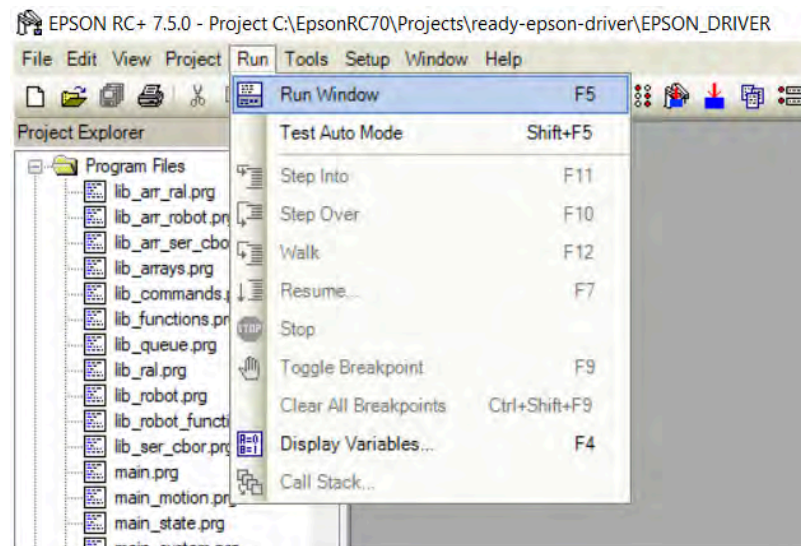 EPSON RC+ 7.5.0 - Project C:\EpsonRC70\Projects\ready-epson-driver\EPSON_DRIVER
File Edit View Project Run Tools Setup Window Help
Project Explorer
Program Files
lib_arr_ral.prg
lib_arr_robot.pr
lib_arr_ser_cbo
lib_arrays.prg
lib_commands.
lib_functions.pr
lib_queue.prg
lib_ral.prg
lib_robot.prg
lib_robot_functi
lib_ser_cbor.prg
main.prg
main_motion.pr
main_state.prg
Run Window F5
Test Auto Mode Shift+F5
Step Into F11
Step Over F10
Walk F12
Resume... F7
STOP Stop
Toggle Breakpoint F9
Clear All Breakpoints Ctrl+Shift+F9
Display Variables... F4
Call Stack...